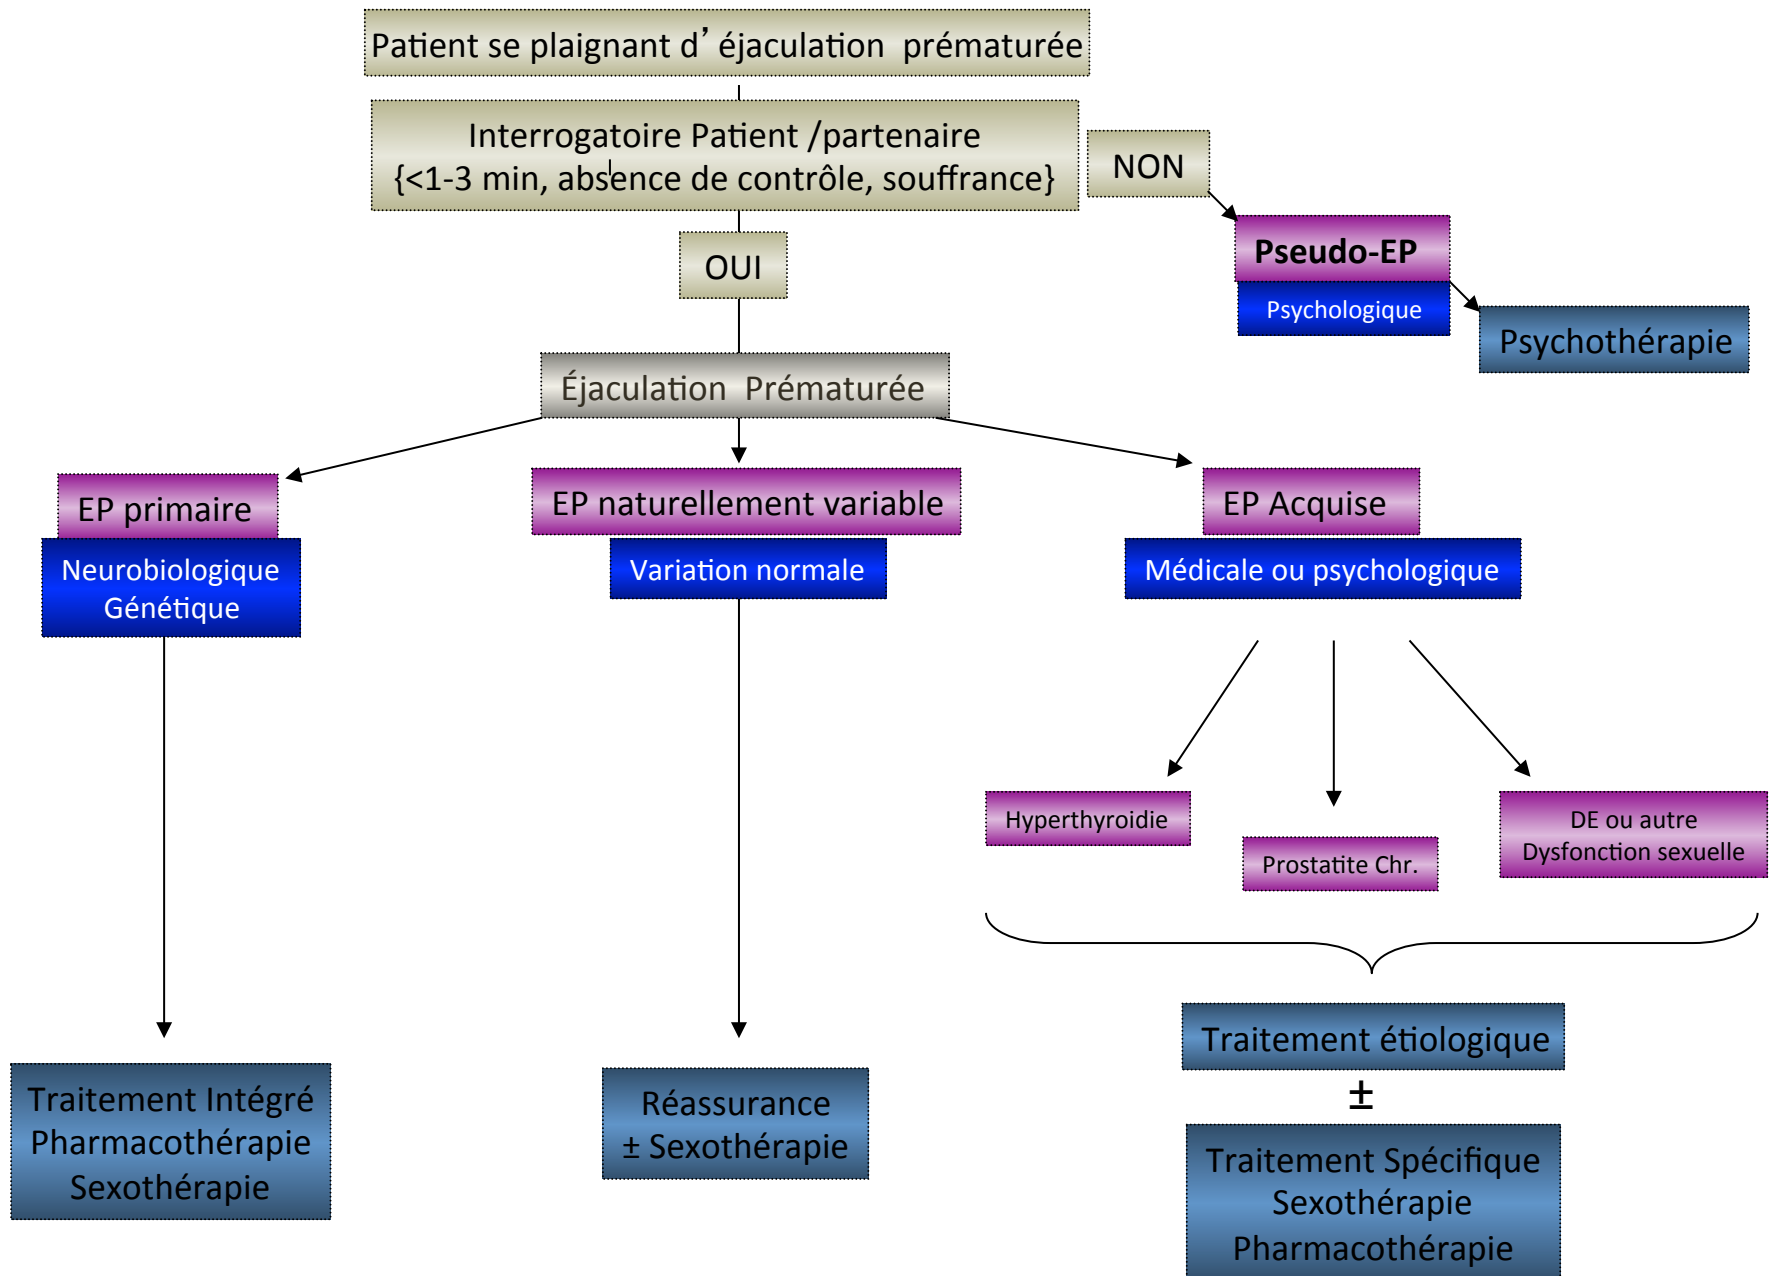 Patient se plaignant d’ éjaculation prématurée
Interrogatoire Patient /partenaire
{<1-3 min, absence de contrôle, souffrance}
NON
OUI
Pseudo-EP
Psychologique
Psychothérapie
Éjaculation Prématurée
EP primaire
Neurobiologique
Génétique
EP naturellement variable
Variation normale
EP Acquise
Médicale ou psychologique
Hyperthyroidie
Prostatite Chr.
DE ou autre
Dysfonction sexuelle
Traitement Intégré
Pharmacothérapie
Sexothérapie
Réassurance
± Sexothérapie
Traitement étiologique
±
Traitement Spécifique
Sexothérapie
Pharmacothérapie